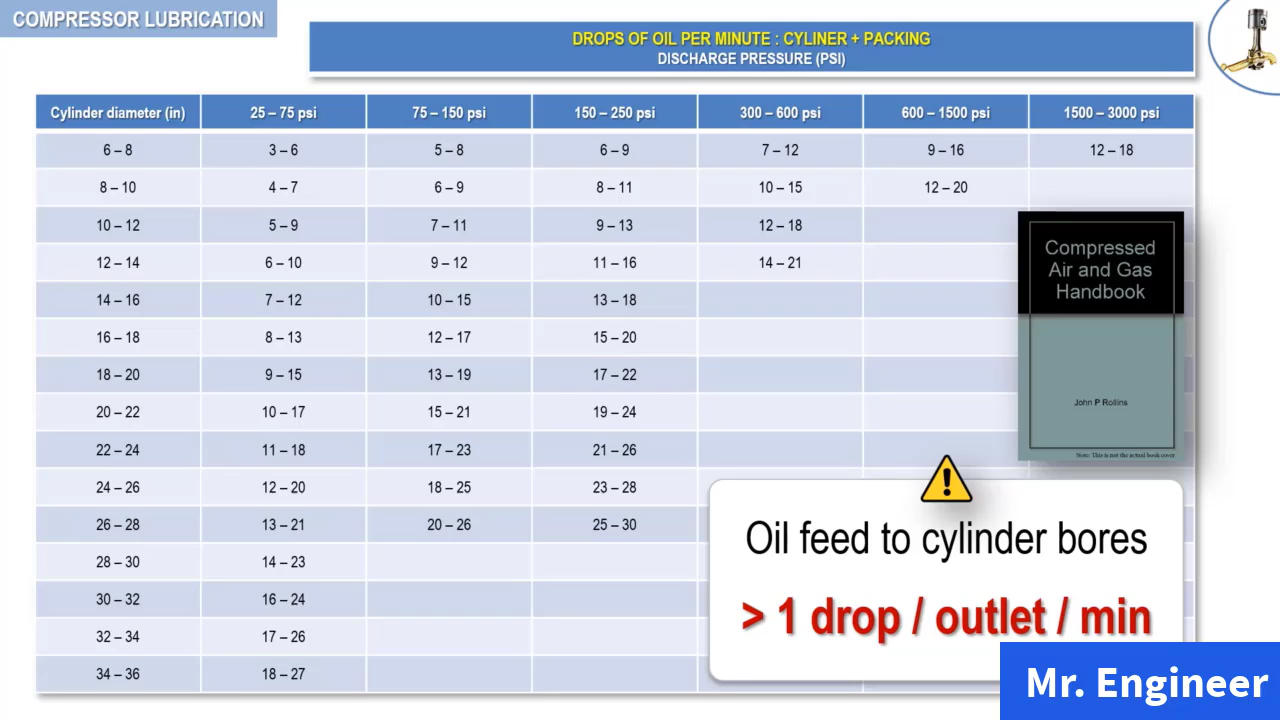 COMPRESSOR LUBRICATION
DROPS OF OIL PER MINUTE : CYLINER + PACKING
DISCHARGE PRESSURE (PSI)
Cylinder diameter (in) 25 – 75 psi 75 – 150 psi 150 – 250 psi 300 – 600 psi 600 – 1500 psi 1500 – 3000 psi
6 – 8 3 – 6 5 – 8 6 – 9 7 – 12 9 – 16 12 – 18
8 – 10 4 – 7 6 – 9 8 – 11 10 – 15 12 – 20
10 – 12 5 – 9 7 – 11 9 – 13 12 – 18
12 – 14 6 – 10 9 – 12 11 – 16 14 – 21
14 – 16 7 – 12 10 – 15 13 – 18
16 – 18 8 – 13 12 – 17 15 – 20
18 – 20 9 – 15 13 – 19 17 – 22
20 – 22 10 – 17 15 – 21 19 – 24
22 – 24 11 – 18 17 – 23 21 – 26
24 – 26 12 – 20 18 – 25 23 – 28
26 – 28 13 – 21 20 – 26 25 – 30
28 – 30 14 – 23
30 – 32 16 – 24
32 – 34 17 – 26
34 – 36 18 – 27
Compressed
Air and Gas
Handbook
John P Rollins
Note: This is not the actual book cover
Oil feed to cylinder bores
> 1 drop / outlet / min
Mr. Engineer